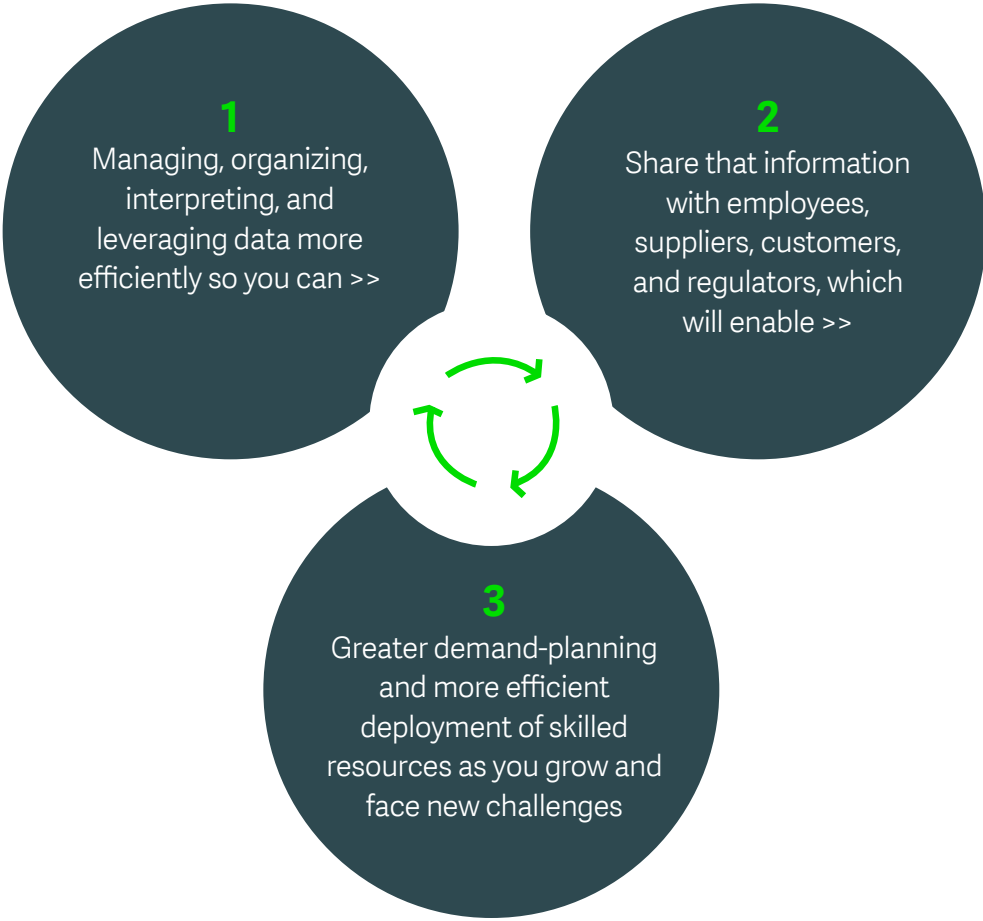 1
Managing, organizing,
interpreting, and
leveraging data more
efficiently so you can >>
2
Share that information
with employees,
suppliers, customers,
and regulators, which
will enable >>
3
Greater demand-planning
and more efficient
deployment of skilled
resources as you grow and
face new challenges